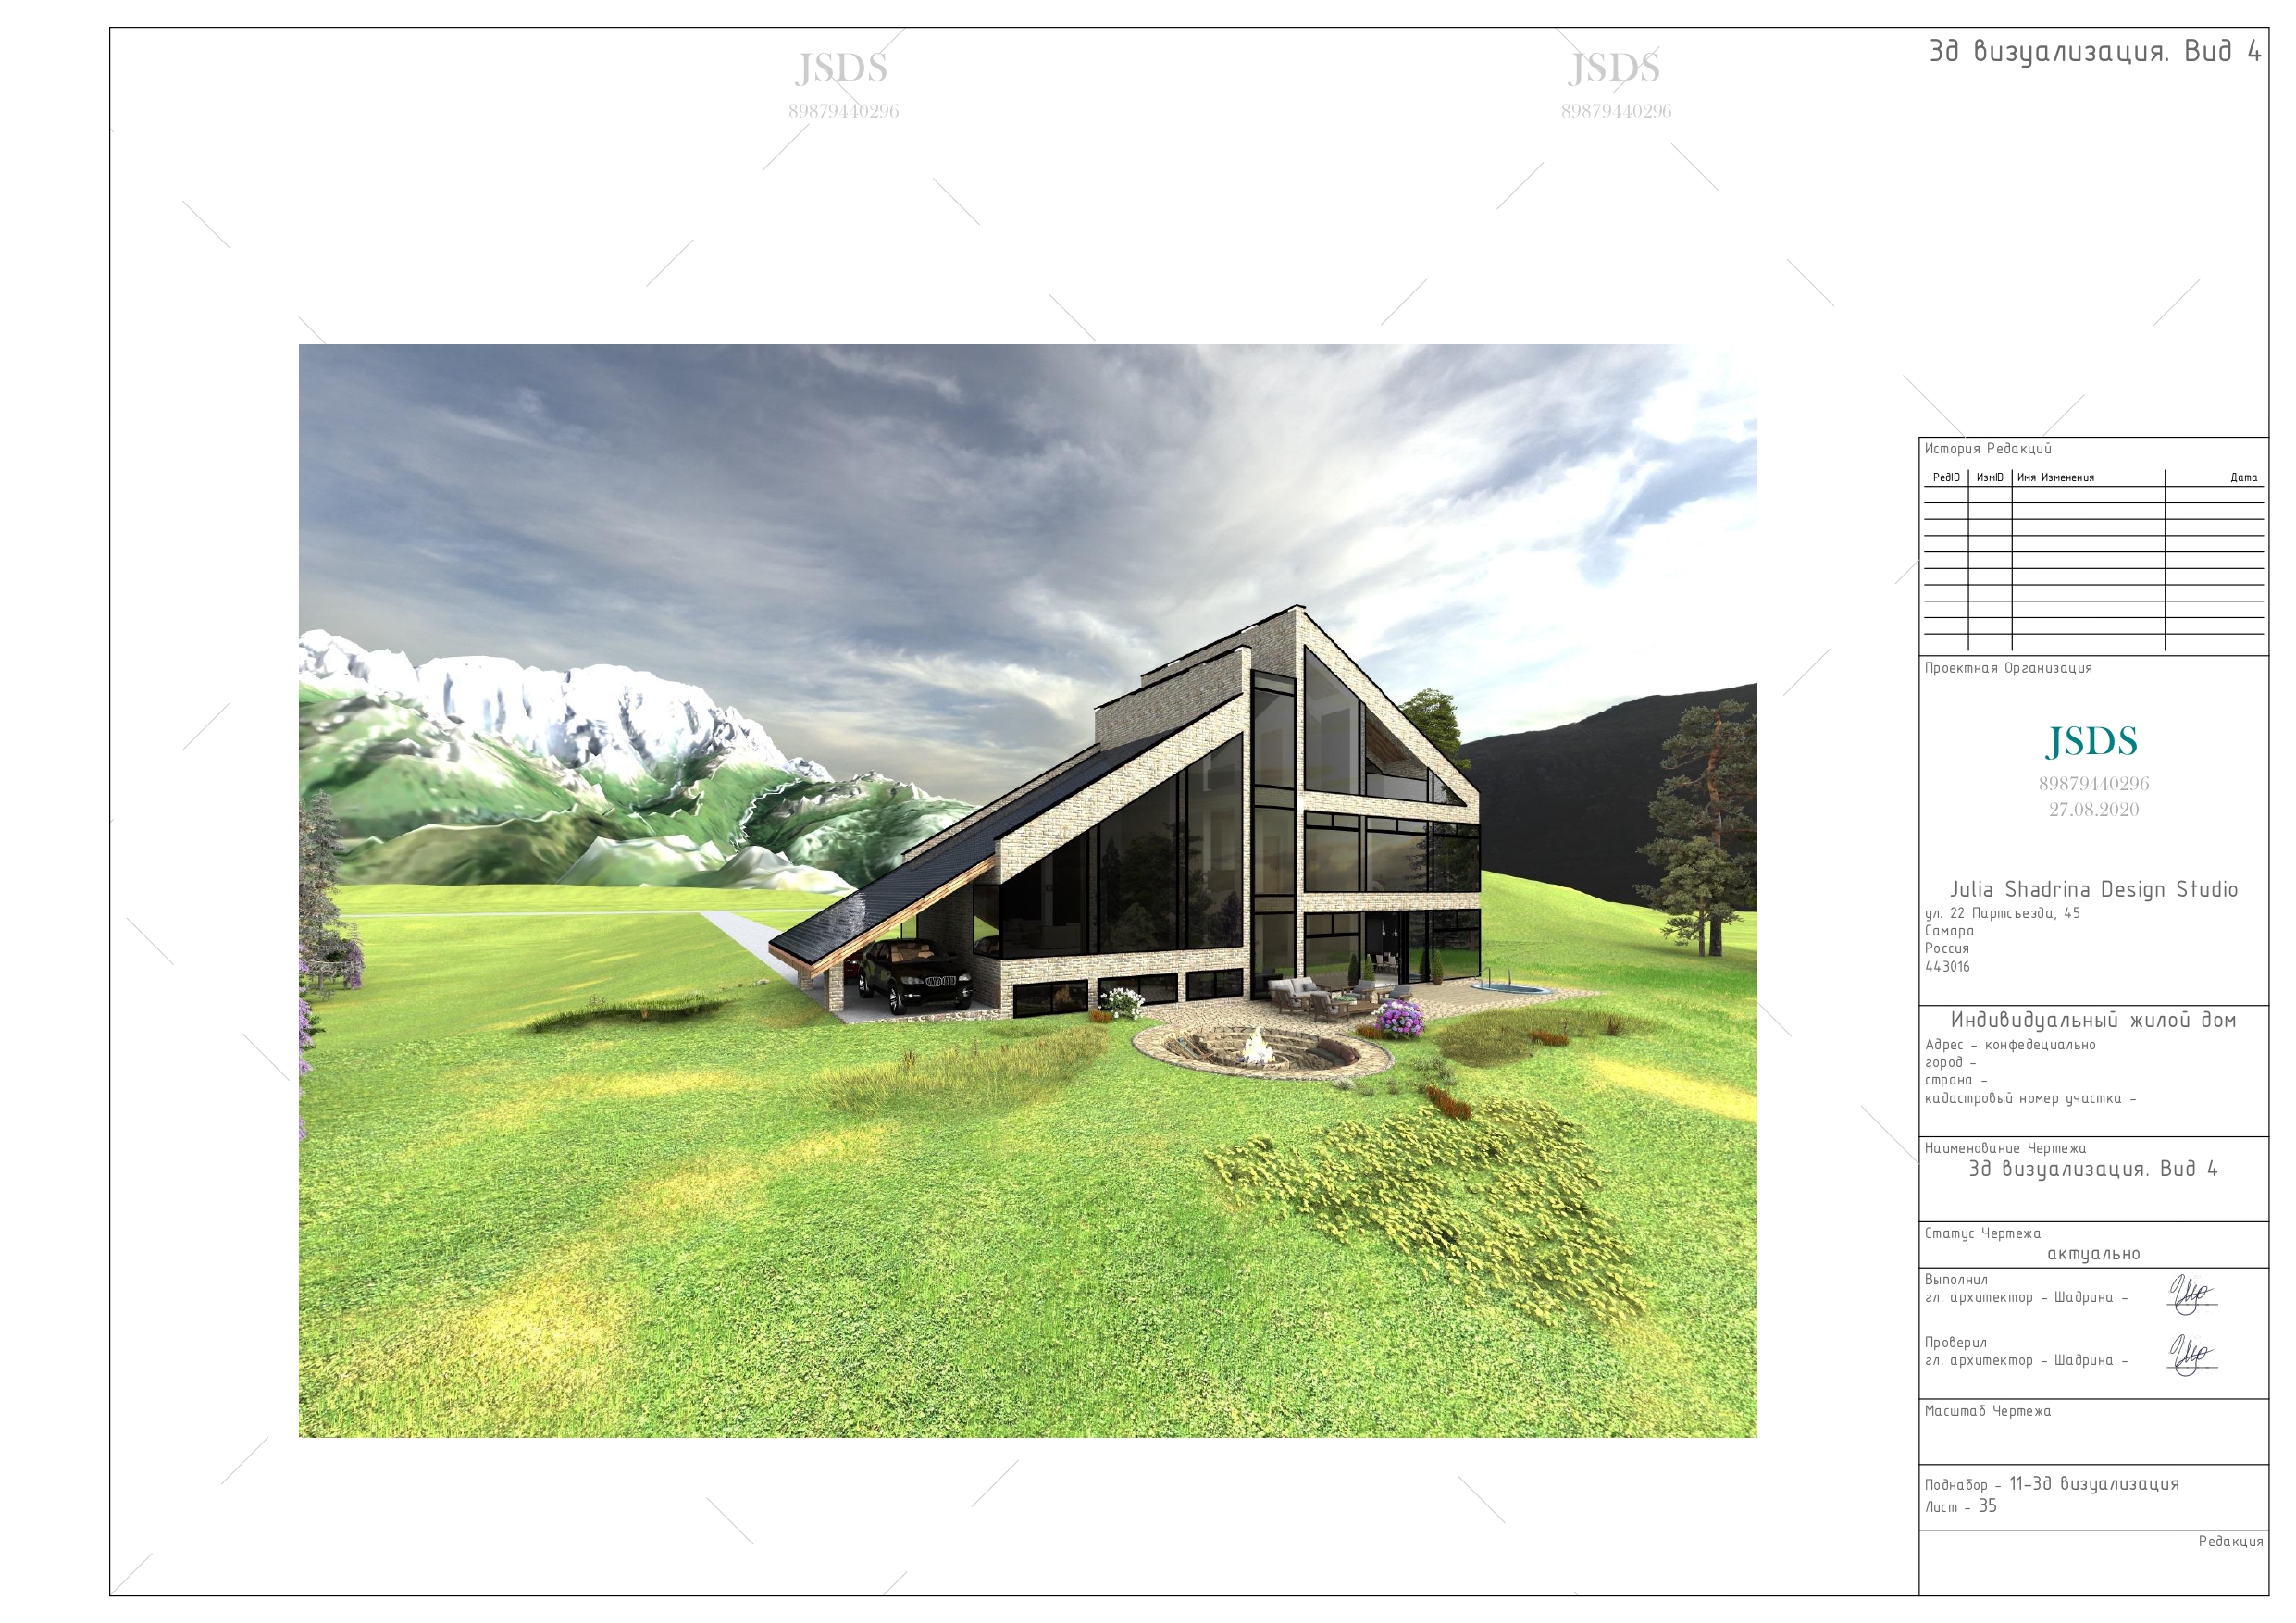 JSDS
89879440296
JSDS
89879440296
3д визуализация. Вид 4
История Редакций
РедID ИзмID Имя Изменения Дата
Проектная Организация
JSDS
89879440296
27.08.2020
Julia Shadrina Design Studio
ул. 22 Партсъезда, 45
Самара
Россия
443016
Индивидуальный жилой дом
Адрес - конфедециально
город -
страна -
кадастровый номер участка -
Наименование Чертежа
3д визуализация. Вид 4
Статус Чертежа
актуально
Выполнил
гл. архитектор - Шадрина -
Проверил
гл. архитектор - Шадрина -
Масштаб Чертежа
Поднабор - 11-3д визуализация
Лист - 35
Редакция